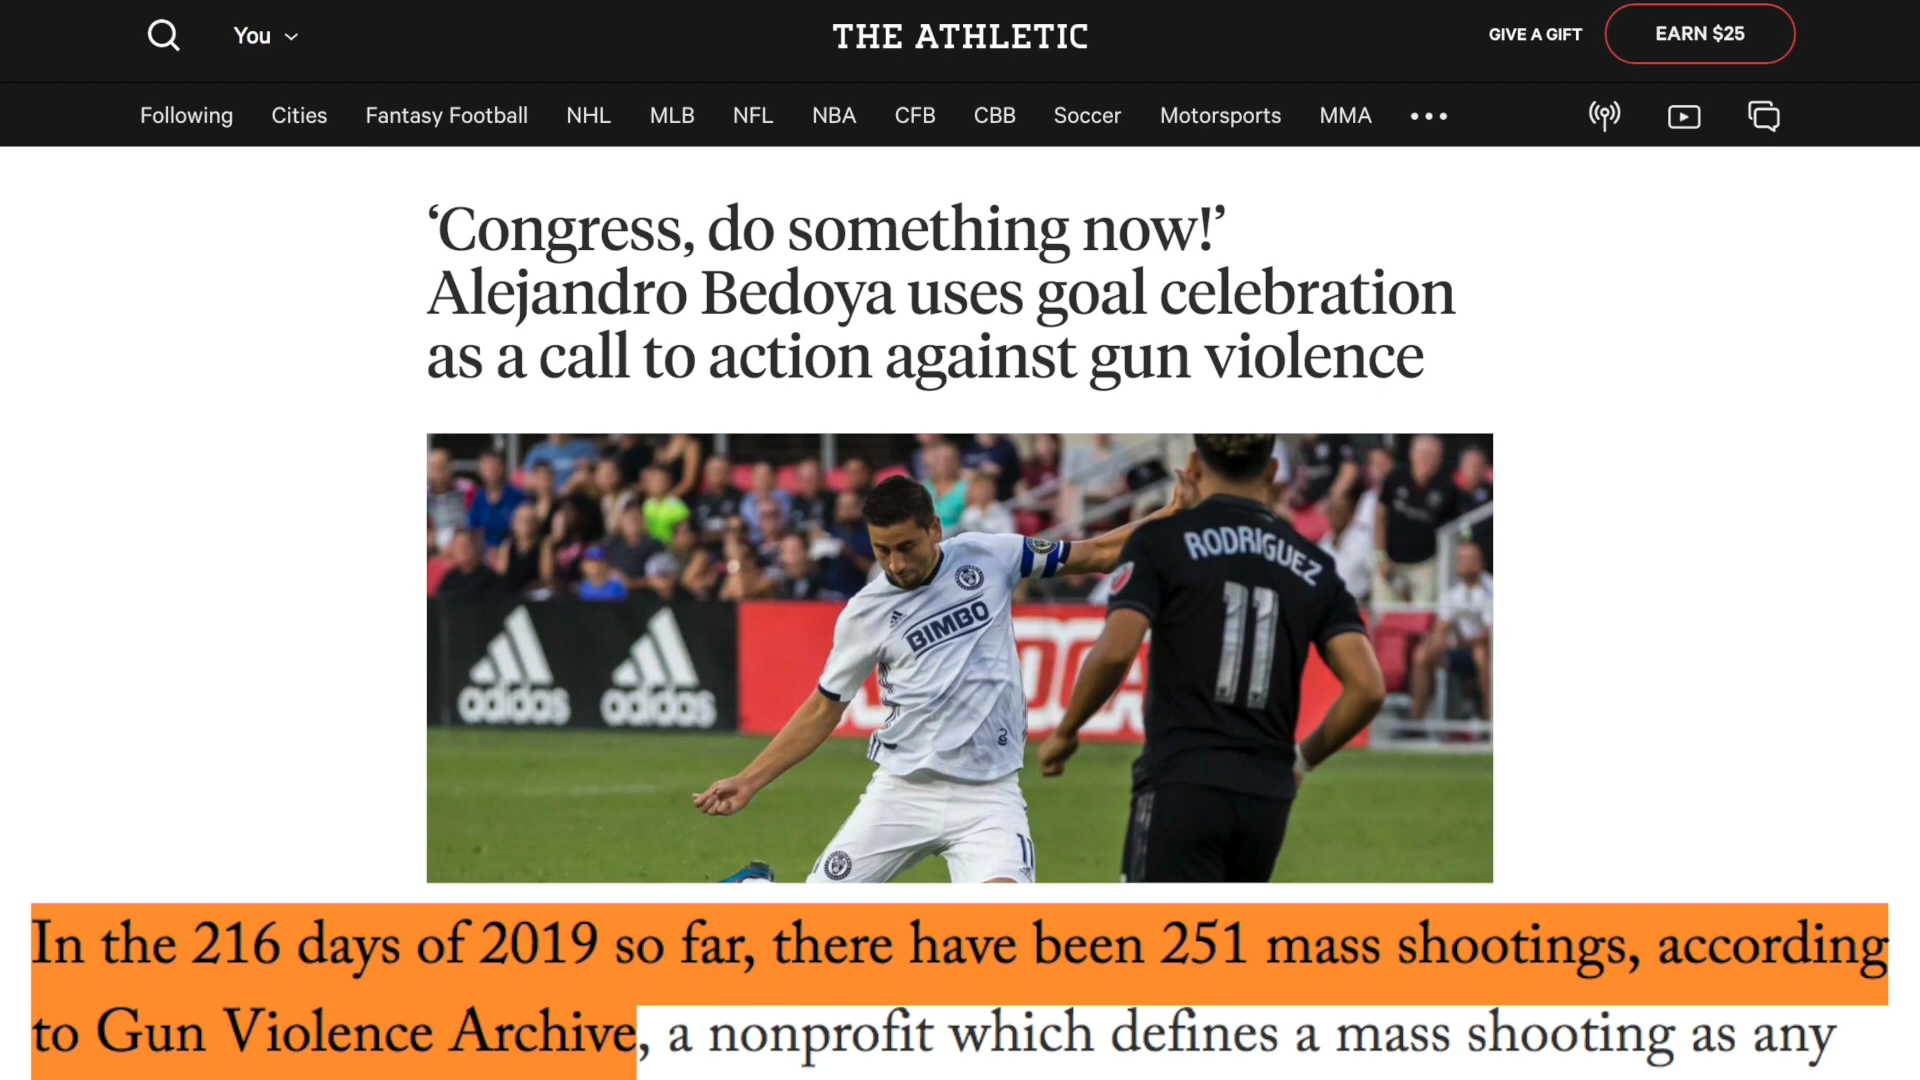 You
THE ATHLETIC
GIVE A GIFT
EARN $25
Following Cities Fantasy Football NHL MLB NFL NBA CFB CBB Soccer Motorsports MMA
‘Congress, do something now!’
Alejandro Bedoya uses goal celebration
as a call to action against gun violence
RODRIGUEZ
11
BIMBO
adidas adidas
11
In the 216 days of 2019 so far, there have been 251 mass shootings, according
to Gun Violence Archive, a nonprofit which defines a mass shooting as any